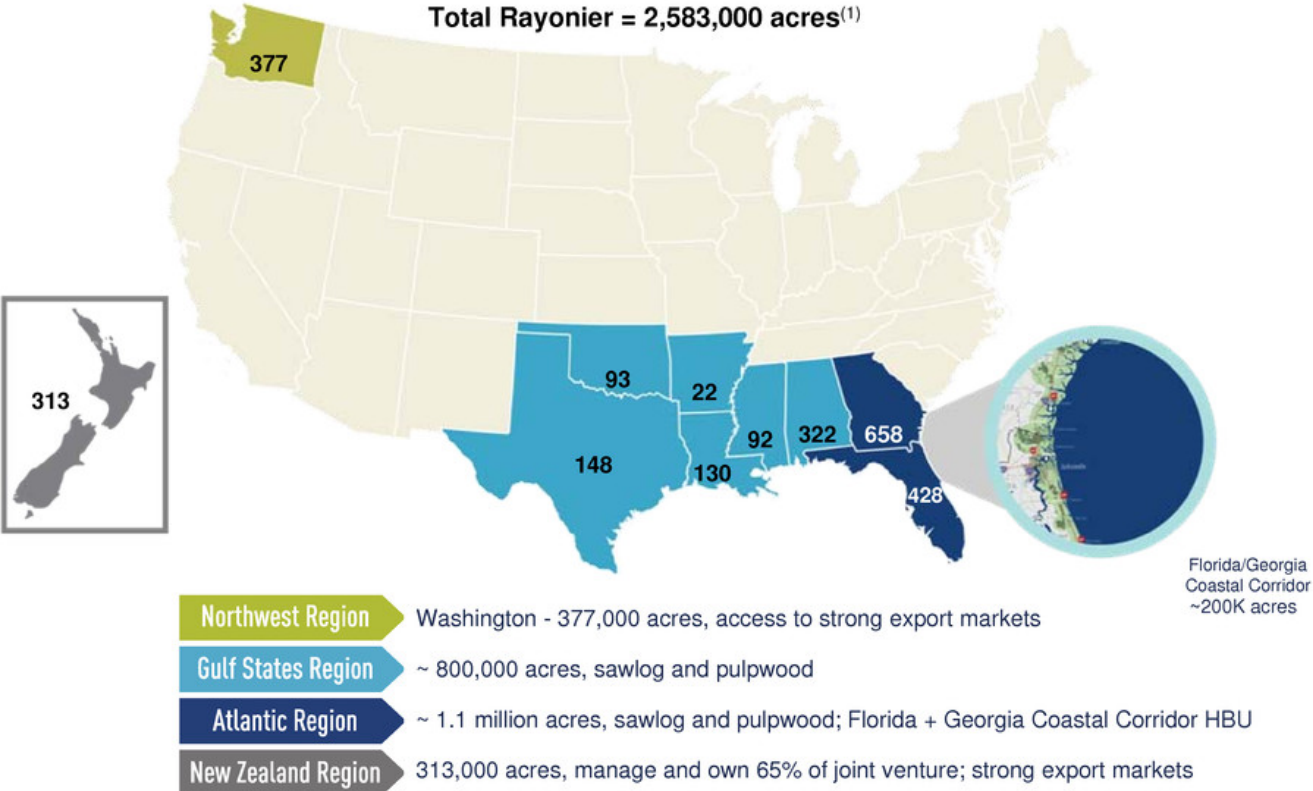 Total Rayonier = 2,583,000 acres(1)
377
313
93
22
148
130
92
322
658
428
Florida/Georgia
Coastal Corridor
~200K acres
Northwest Region Washington - 377,000 acres, access to strong export markets
Gulf States Region ~ 800,000 acres, sawlog and pulpwood
Atlantic Region ~ 1.1 million acres, sawlog and pulpwood; Florida + Georgia Coastal Corridor HBU
New Zealand Region 313,000 acres, manage and own 65% of joint venture; strong export markets